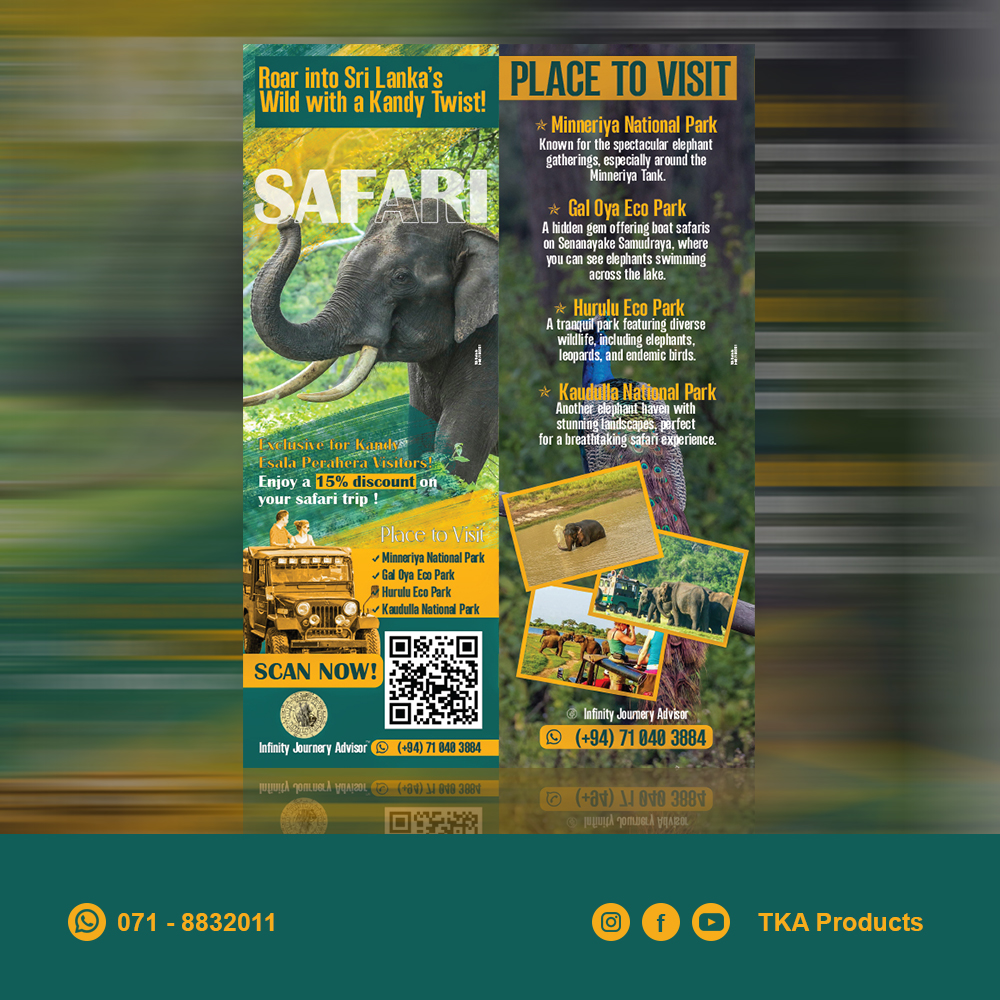 Roar into Sri Lanka's
Wild with a Kandy Twist!
SAFARI
Exclusive for Kandy
Esala Perahera Visitors!
Enjoy a 15% discount on
your safari trip !
Place to Visit
Minneriya National Park
Gal Oya Eco Park
Hurulu Eco Park
Kaudulla National Park
SCAN NOW!
Infinity Journery Advisor
(+94) 71 040 3884
PLACE TO VISIT
Minneriya National Park
Known for the spectacular elephant
gatherings, especially around the
Minneriya Tank.
Gal Oya Eco Park
A hidden gem offering boat safaris
on Senanayake Samudraya, where
you can see elephants swimming
across the lake.
Hurulu Eco Park
A tranquil park featuring diverse
wildlife, including elephants,
leopards, and endemic birds.
Kaudulla National Park
Another elephant haven with
stunning landscapes, perfect
for a breathtaking safari experience.
Infinity Journery Advisor
(+94) 71 040 3884
071 - 8832011
TKA Products